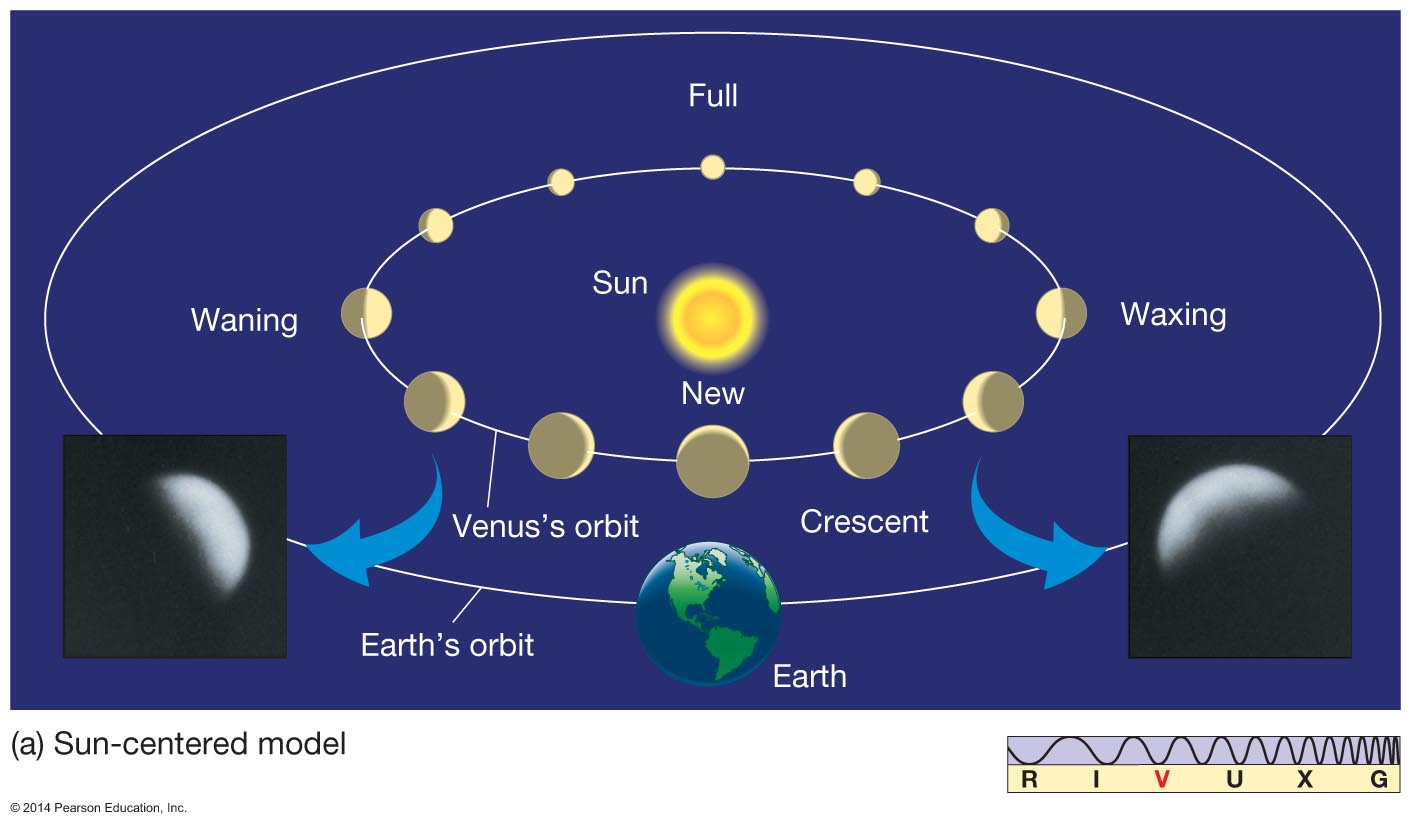 Full
Sun
Waning
Waxing
New
Venus's orbit
Crescent
Earth's orbit
Earth
(a) Sun-centered model
R I V U X G
© 2014 Pearson Education, Inc.